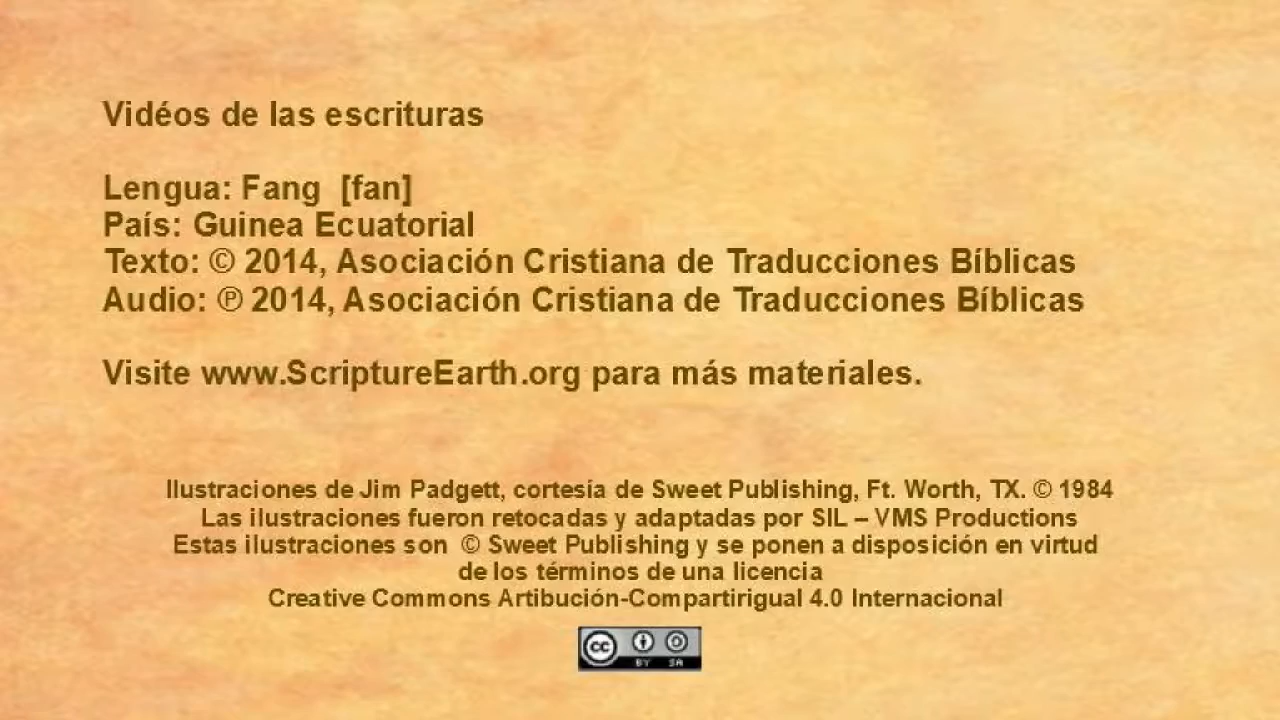 Vidéos de las escrituras
Lengua: Fang [fan]
País: Guinea Ecuatorial
Texto: © 2014, Asociación Cristiana de Traducciones Bíblicas
Audio: ℗ 2014, Asociación Cristiana de Traducciones Bíblicas
Visite www.ScriptureEarth.org para más materiales.
Ilustraciones de Jim Padgett, cortesía de Sweet Publishing, Ft. Worth, TX. © 1984
Las ilustraciones fueron retocadas y adaptadas por SIL – VMS Productions
Estas ilustraciones son © Sweet Publishing y se ponen a disposición en virtud
de los términos de una licencia
Creative Commons Artibución-Compartirigual 4.0 Internacional
cc BY SA